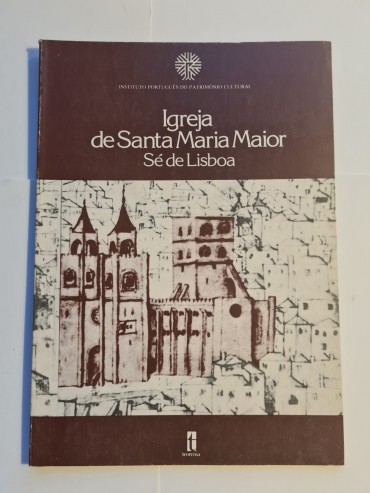 INSTITUTO PORTUGUÊS DO PATRIMÓNIO CULTURAL
Igreja
de Santa Maria Maior
Sé de Lisboa